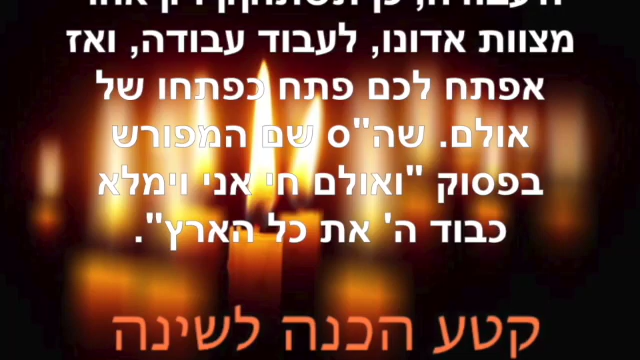 מצוות אדונו, לעבוד עבודה, ואז
אפתח לכם פתח כפתחו של
אולם. שה"ס שם המפורש
בפסוק "ואולם חי אני וימלא
כבוד ה' את כל הארץ".
קטע הכנה לשינה